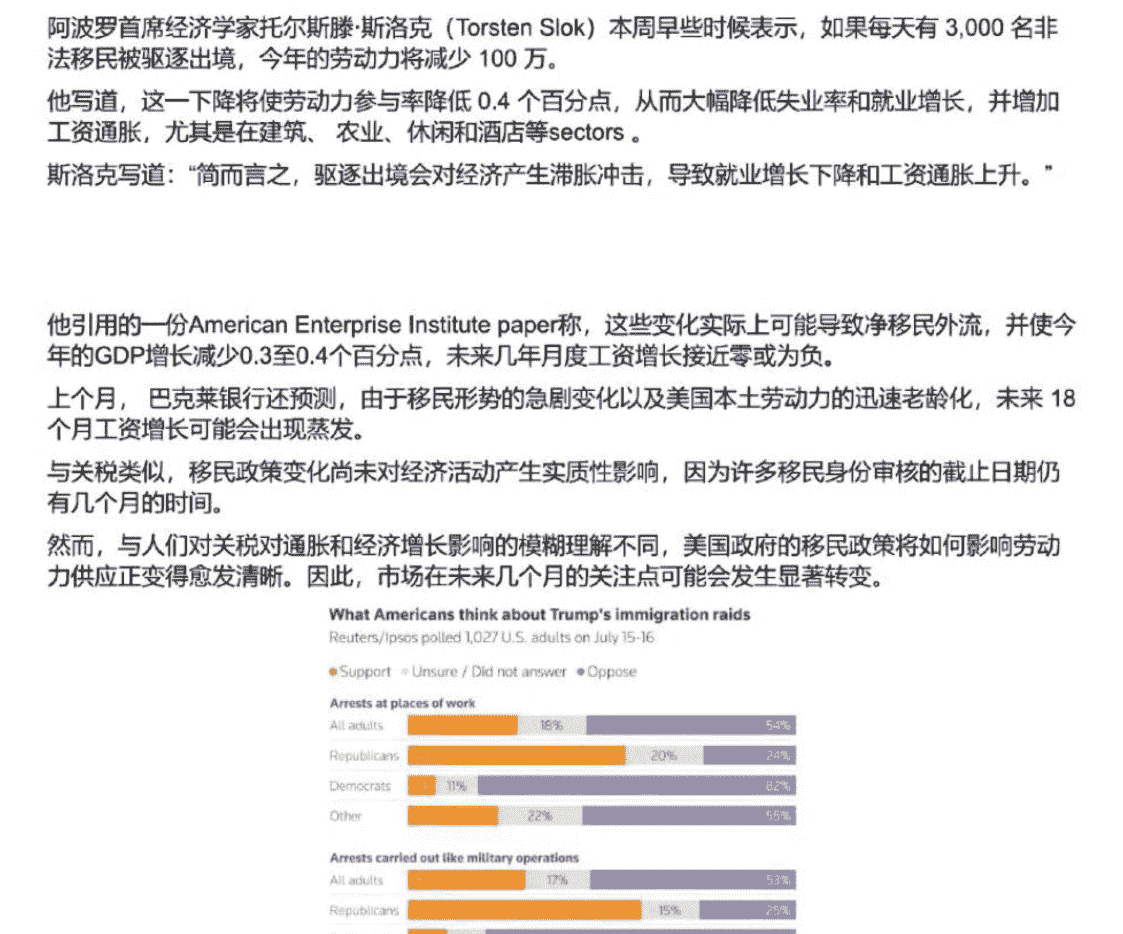 阿波罗首席经济学家托尔斯滕·斯洛克（Torsten Slok）本周早些时候表示，如果每天有 3,000 名非
法移民被驱逐出境，今年的劳动力将减少 100 万。
他写道，这一下降将使劳动力参与率降低 0.4 个百分点，从而大幅降低失业率和就业增长，并增加
工资通胀，尤其是在建筑、 农业、休闲和酒店等sectors 。
斯洛克写道：“简而言之，驱逐出境会对经济产生滞胀冲击，导致就业增长下降和工资通胀上升。”
他引用的一份American Enterprise Institute paper称，这些变化实际上可能导致净移民外流，并使今
年的GDP增长减少0.3至0.4个百分点，未来几年月度工资增长接近零或为负。
上个月， 巴克莱银行还预测，由于移民形势的急剧变化以及美国本土劳动力的迅速老龄化，未来 18
个月工资增长可能会出现蒸发。
与关税类似，移民政策变化尚未对经济活动产生实质性影响，因为许多移民身份审核的截止日期仍
有几个月的时间。
然而，与人们对关税对通胀和经济增长影响的模糊理解不同，美国政府的移民政策将如何影响劳动
力供应正变得愈发清晰。因此，市场在未来几个月的关注点可能会发生显著转变。
What Americans think about Trump's immigration raids
Reuters/Ipsos polled 1,027 U.S. adults on July 15-16
Support Unsure / Did not answer Oppose
Arrests at places of work
All adults 18% 54%
Republicans 20% 24%
Democrats 11% 82%
Other 22% 55%
Arrests carried out like military operations
All adults 17% 53%
Republicans 15% 25%